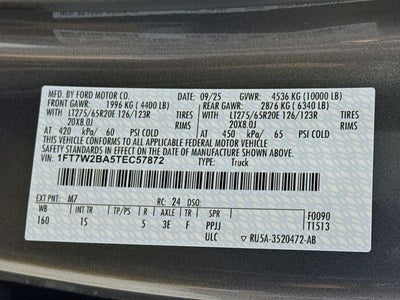 MFD. BY FORD MOTOR CO. 09/25 GVWR: 4536 KG (10000 LB)
FRONT GAWR: 1996 KG (4400 LB) REAR GAWR: 2876 KG (6340 LB)
WITH LT275/65R20E 126/123R TIRES WITH LT275/65R20E 126/123R TIRES
20X8.0J RIMS 20X8.0J RIMS
AT 420 kPa/ 60 PSI COLD AT 450 kPa/ 65 PSI COLD
THIS VEHICLE CONFORMS TO ALL APPLICABLE FEDERAL MOTOR VEHICLE
SAFETY STANDARDS IN EFFECT ON THE DATE OF MANUFACTURE SHOWN ABOVE.
VIN: 1FT7W2BA5TEC57872 TYPE: Truck
EXT PNT: M7 RC: 24 DSO: F0090
WB INT TR TP/PS R AXLE TR SPR T1513
160 1S 5 3E F PPJJ
ULC RU5A-3520472-AB